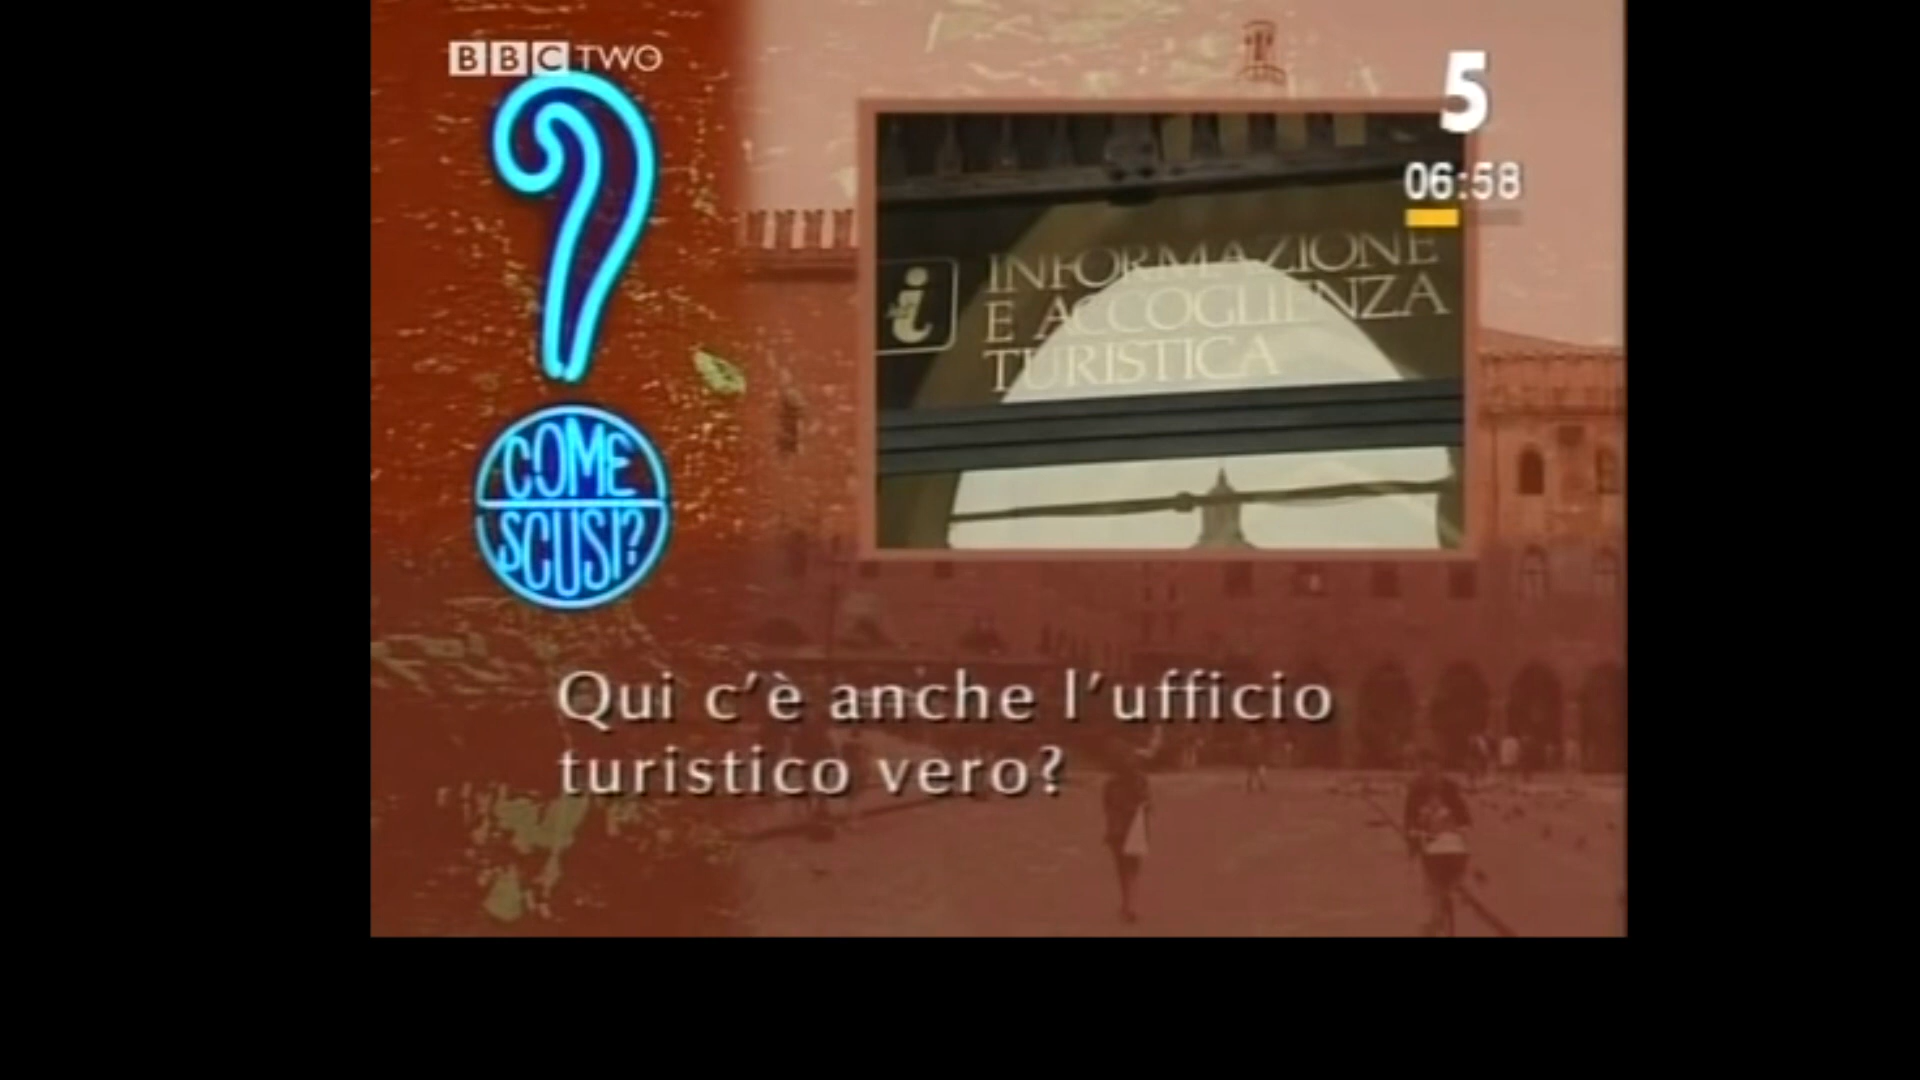 BBC TWO
5
06:58
INFORMAZIONE
E ACCOGLIENZA
TURISTICA
i
COME
SCUSI?
Qui c'è anche l'ufficio
turistico vero?